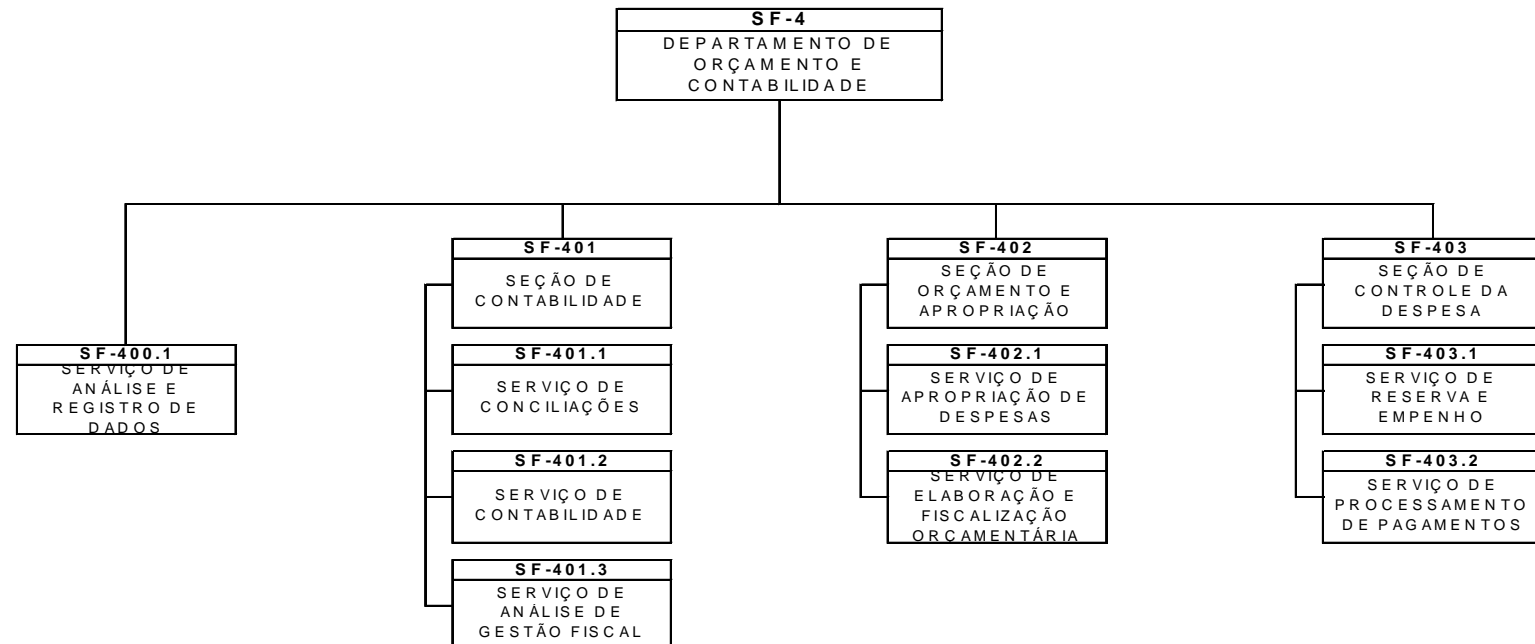 SF-4
DEPARTAMENTO DE
ORÇAMENTO E
CONTABILIDADE
SF-400.1
SERVIÇO DE
ANÁLISE E
REGISTRO DE
DADOS
SF-401
SEÇÃO DE
CONTABILIDADE
SF-401.1
SERVIÇO DE
CONCILIAÇÕES
SF-401.2
SERVIÇO DE
CONTABILIDADE
SF-401.3
SERVIÇO DE
ANÁLISE DE
GESTÃO FISCAL
SF-402
SEÇÃO DE
ORÇAMENTO E
APROPRIAÇÃO
SF-402.1
SERVIÇO DE
APROPRIAÇÃO DE
DESPESAS
SF-402.2
SERVIÇO DE
ELABORAÇÃO E
FISCALIZAÇÃO
ORÇAMENTÁRIA
SF-403
SEÇÃO DE
CONTROLE DA
DESPESA
SF-403.1
SERVIÇO DE
RESERVA E
EMPENHO
SF-403.2
SERVIÇO DE
PROCESSAMENTO
DE PAGAMENTOS